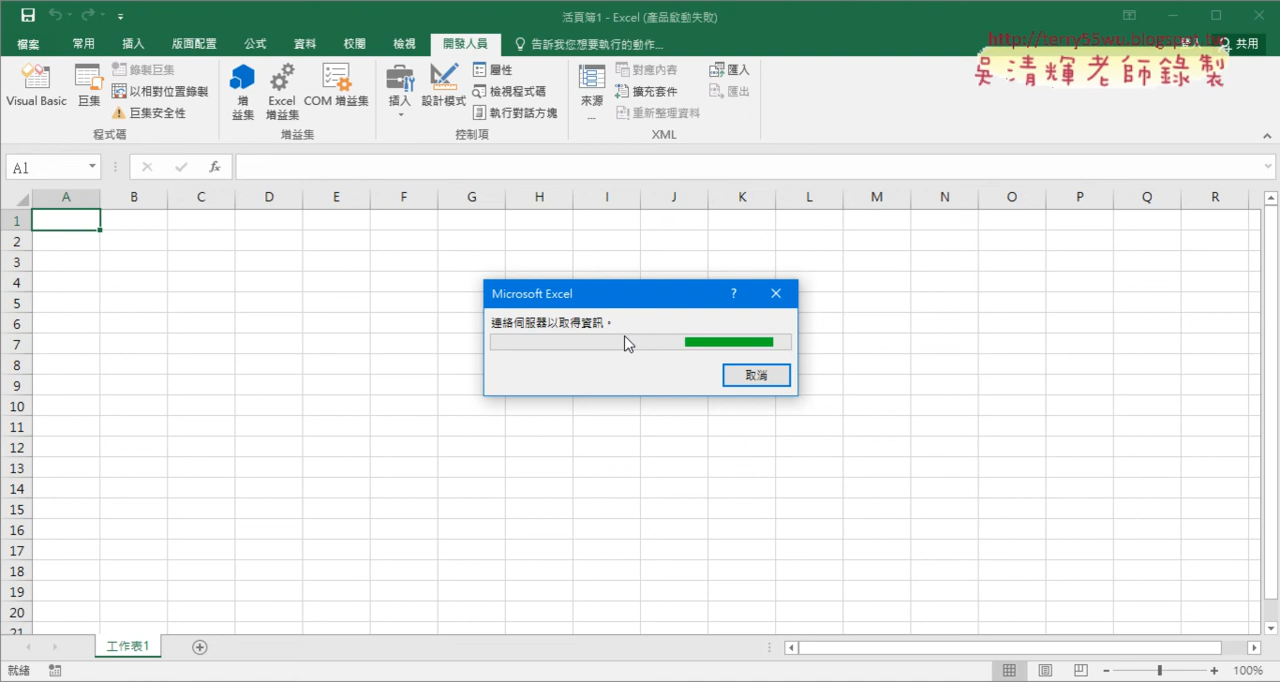 活頁簿1 - Excel (產品啟動失敗)
檔案 常用 插入 版面配置 公式 資料 校閱 檢視 開發人員 告訴我您想要執行的動作... 登入 共用
http://terry55wu.blogspot.tw
吳清輝老師錄製
Visual Basic 巨集 錄製巨集 以相對位置錄製 巨集安全性
增益集 Excel 增益集 COM 增益集
插入 設計模式 屬性 檢視程式碼 執行對話方塊
來源... 對應內容 擴充套件 重新整理資料 匯入 匯出
程式碼 增益集 控制項 XML
A1 fx
A B C D E F G H I J K L M N O P Q R
1
2
3
4
5
6
7
8
9
10
11
12
13
14
15
16
17
18
19
20
21
Microsoft Excel ?
連絡伺服器以取得資訊。
取消
工作表1
就緒 100%